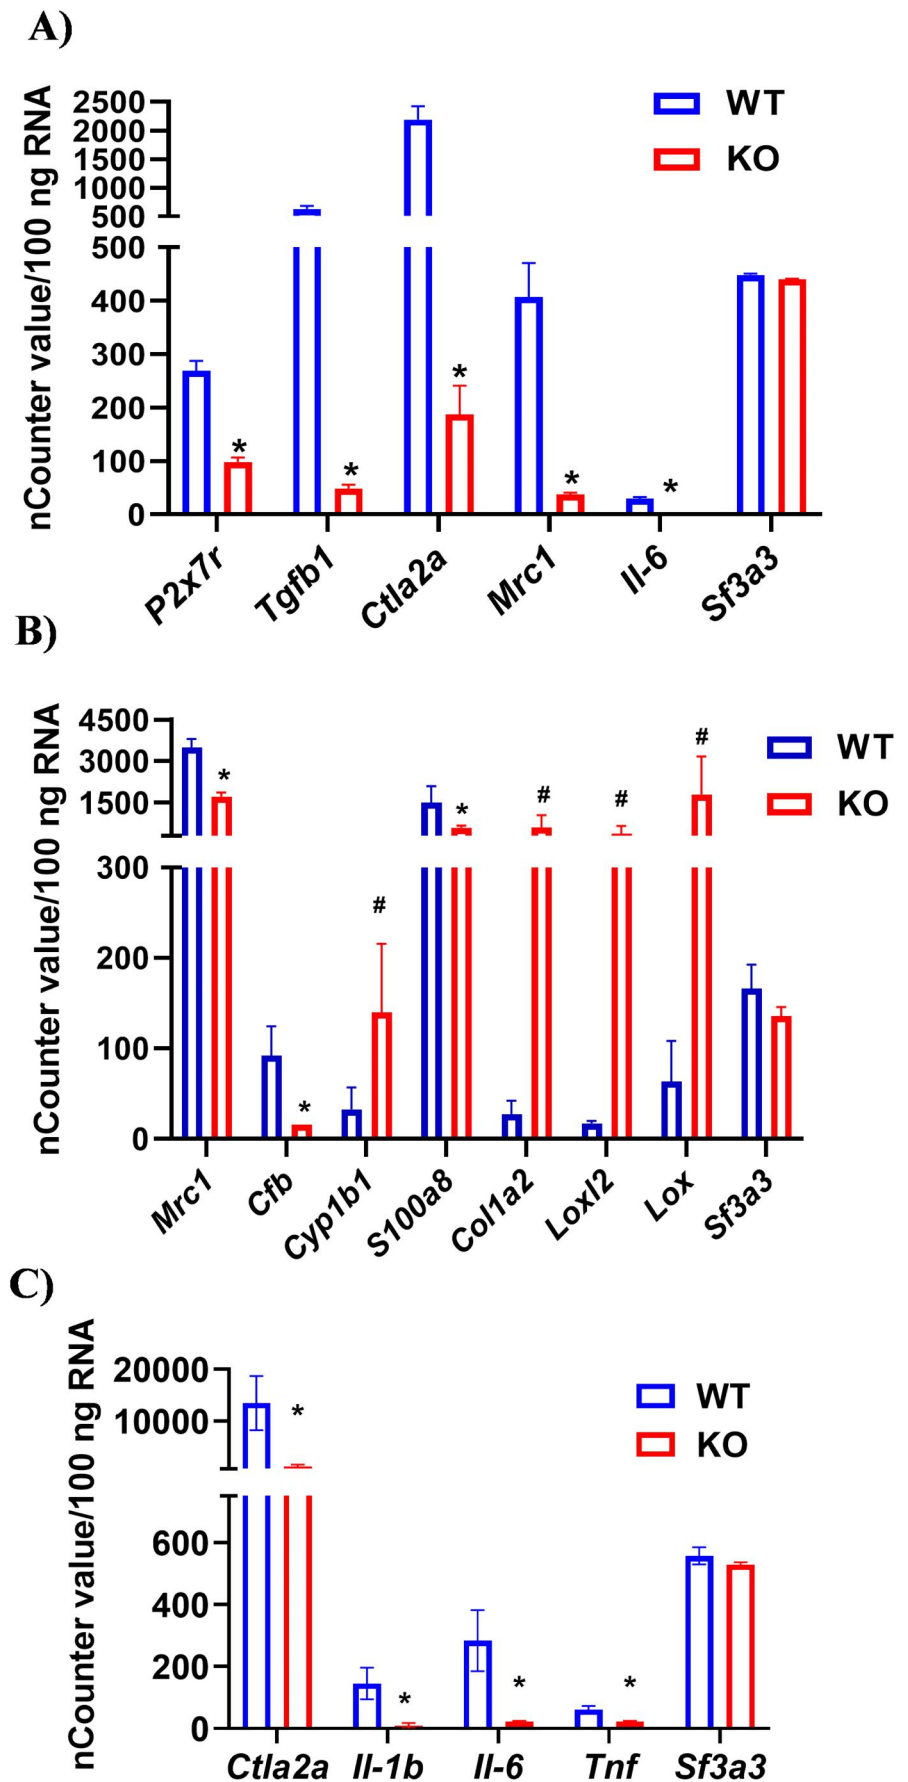 A)
nCounter value/100 ng RNA
2500
2000
1500
1000
500
500
400
300
200
100
0
WT
KO
*
*
*
*
*
P2x7r
Tgfb1
Ctla2a
Mrc1
Il-6
Sf3a3
B)
nCounter value/100 ng RNA
4500
3000
1500
300
200
100
0
WT
KO
*
*
#
*
#
#
#
Mrc1
Cfb
Cyp1b1
S100a8
Col1a2
Loxl2
Lox
Sf3a3
C)
nCounter value/100 ng RNA
20000
10000
600
400
200
0
WT
KO
*
*
*
*
Ctla2a
Il-1b
Il-6
Tnf
Sf3a3